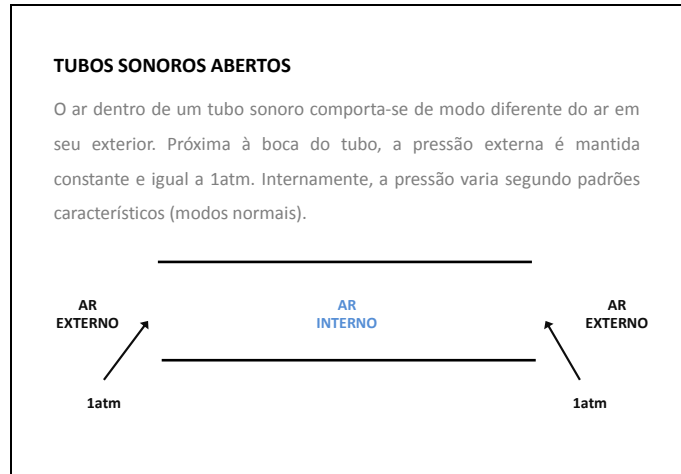 TUBOS SONOROS ABERTOS
O ar dentro de um tubo sonoro comporta-se de modo diferente do ar em
seu exterior. Próxima à boca do tubo, a pressão externa é mantida
constante e igual a 1atm. Internamente, a pressão varia segundo padrões
característicos (modos normais).
AR
EXTERNO
AR
INTERNO
AR
EXTERNO
1atm
1atm